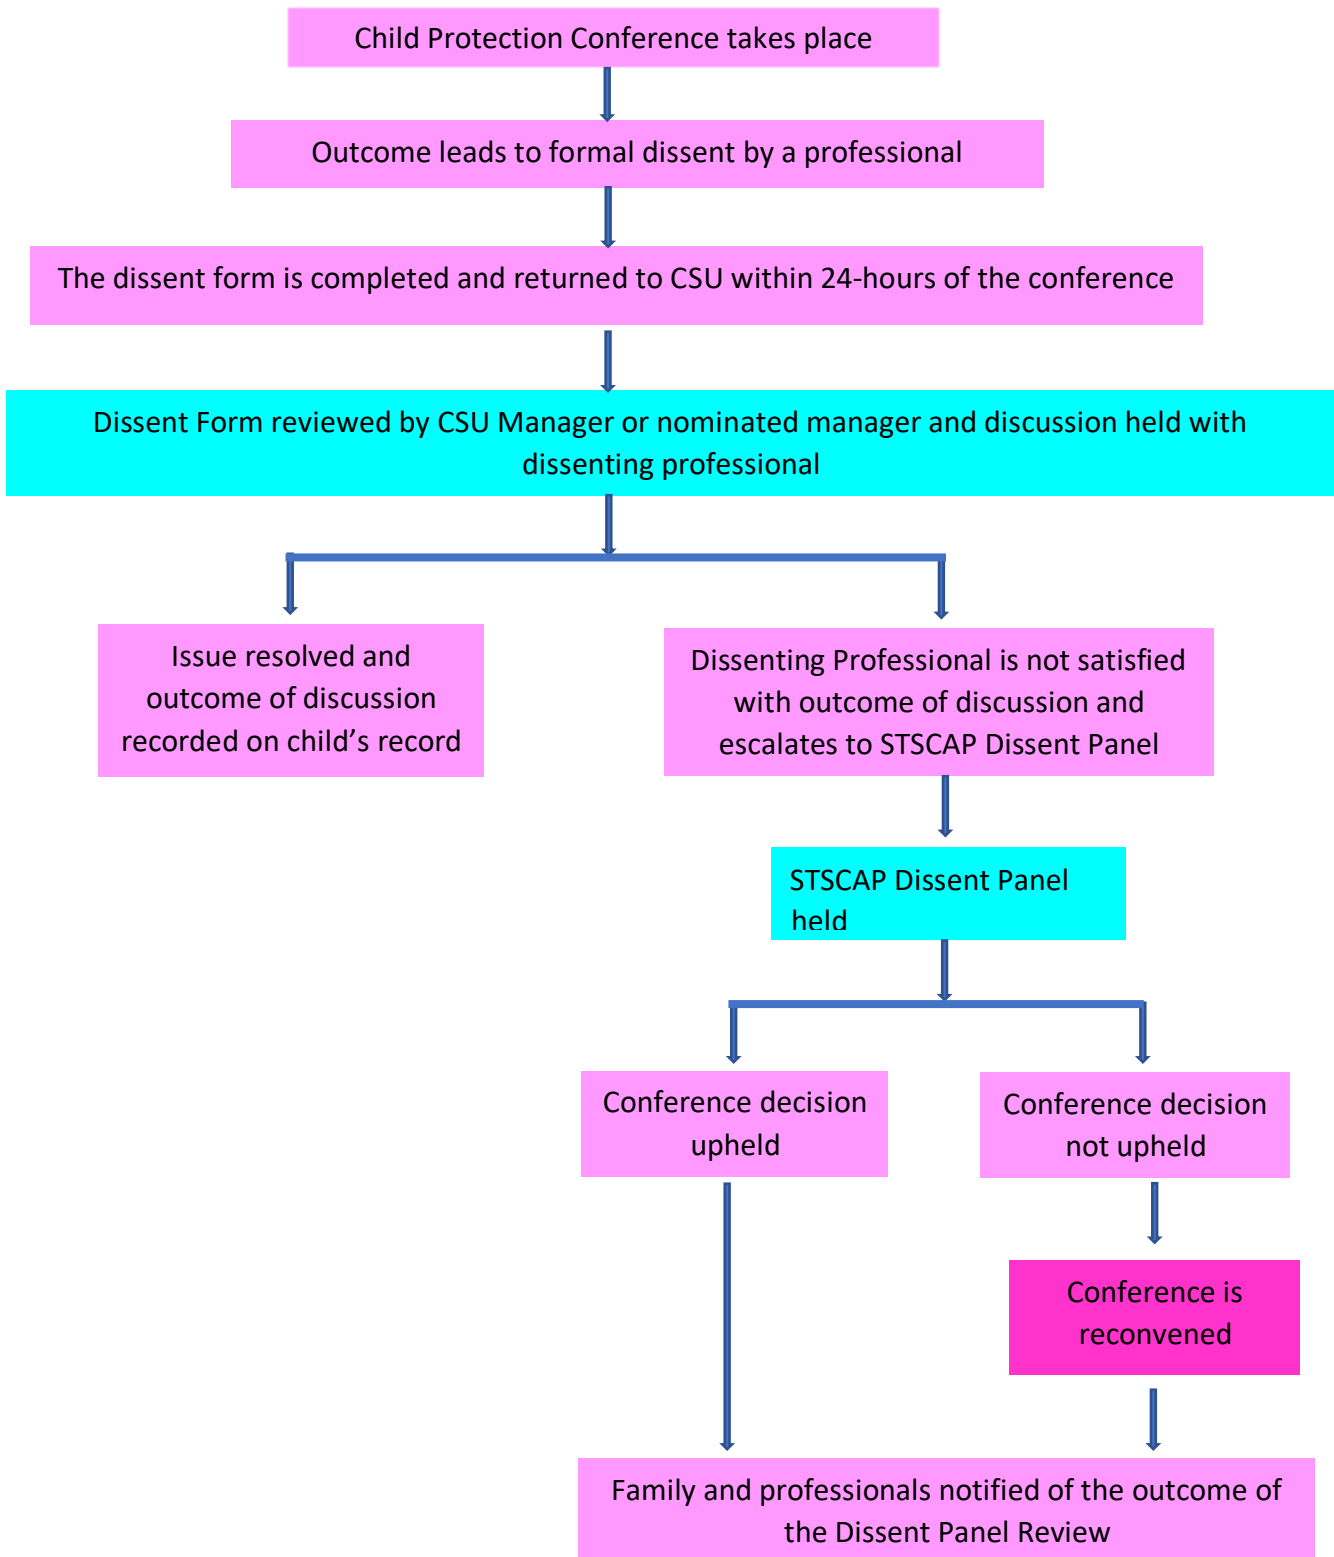 Child Protection Conference takes place
Outcome leads to formal dissent by a professional
The dissent form is completed and returned to CSU within 24-hours of the conference
Dissent Form reviewed by CSU Manager or nominated manager and discussion held with
dissenting professional
Issue resolved and
outcome of discussion
recorded on child’s record
Dissenting Professional is not satisfied
with outcome of discussion and
escalates to STSCAP Dissent Panel
STSCAP Dissent Panel
held
Conference decision
upheld
Conference decision
not upheld
Conference is
reconvened
Family and professionals notified of the outcome of
the Dissent Panel Review